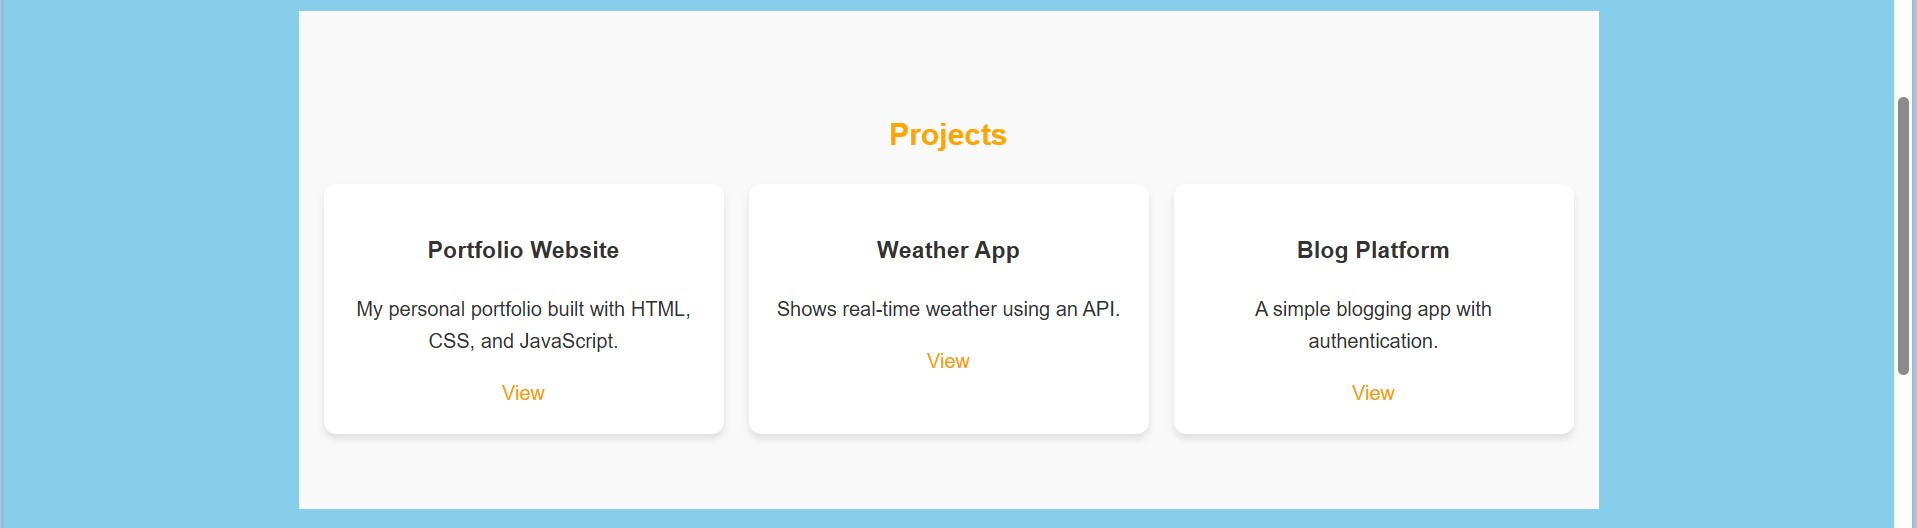 Projects
Portfolio Website
My personal portfolio built with HTML,
CSS, and JavaScript.
View
Weather App
Shows real-time weather using an API.
View
Blog Platform
A simple blogging app with
authentication.
View